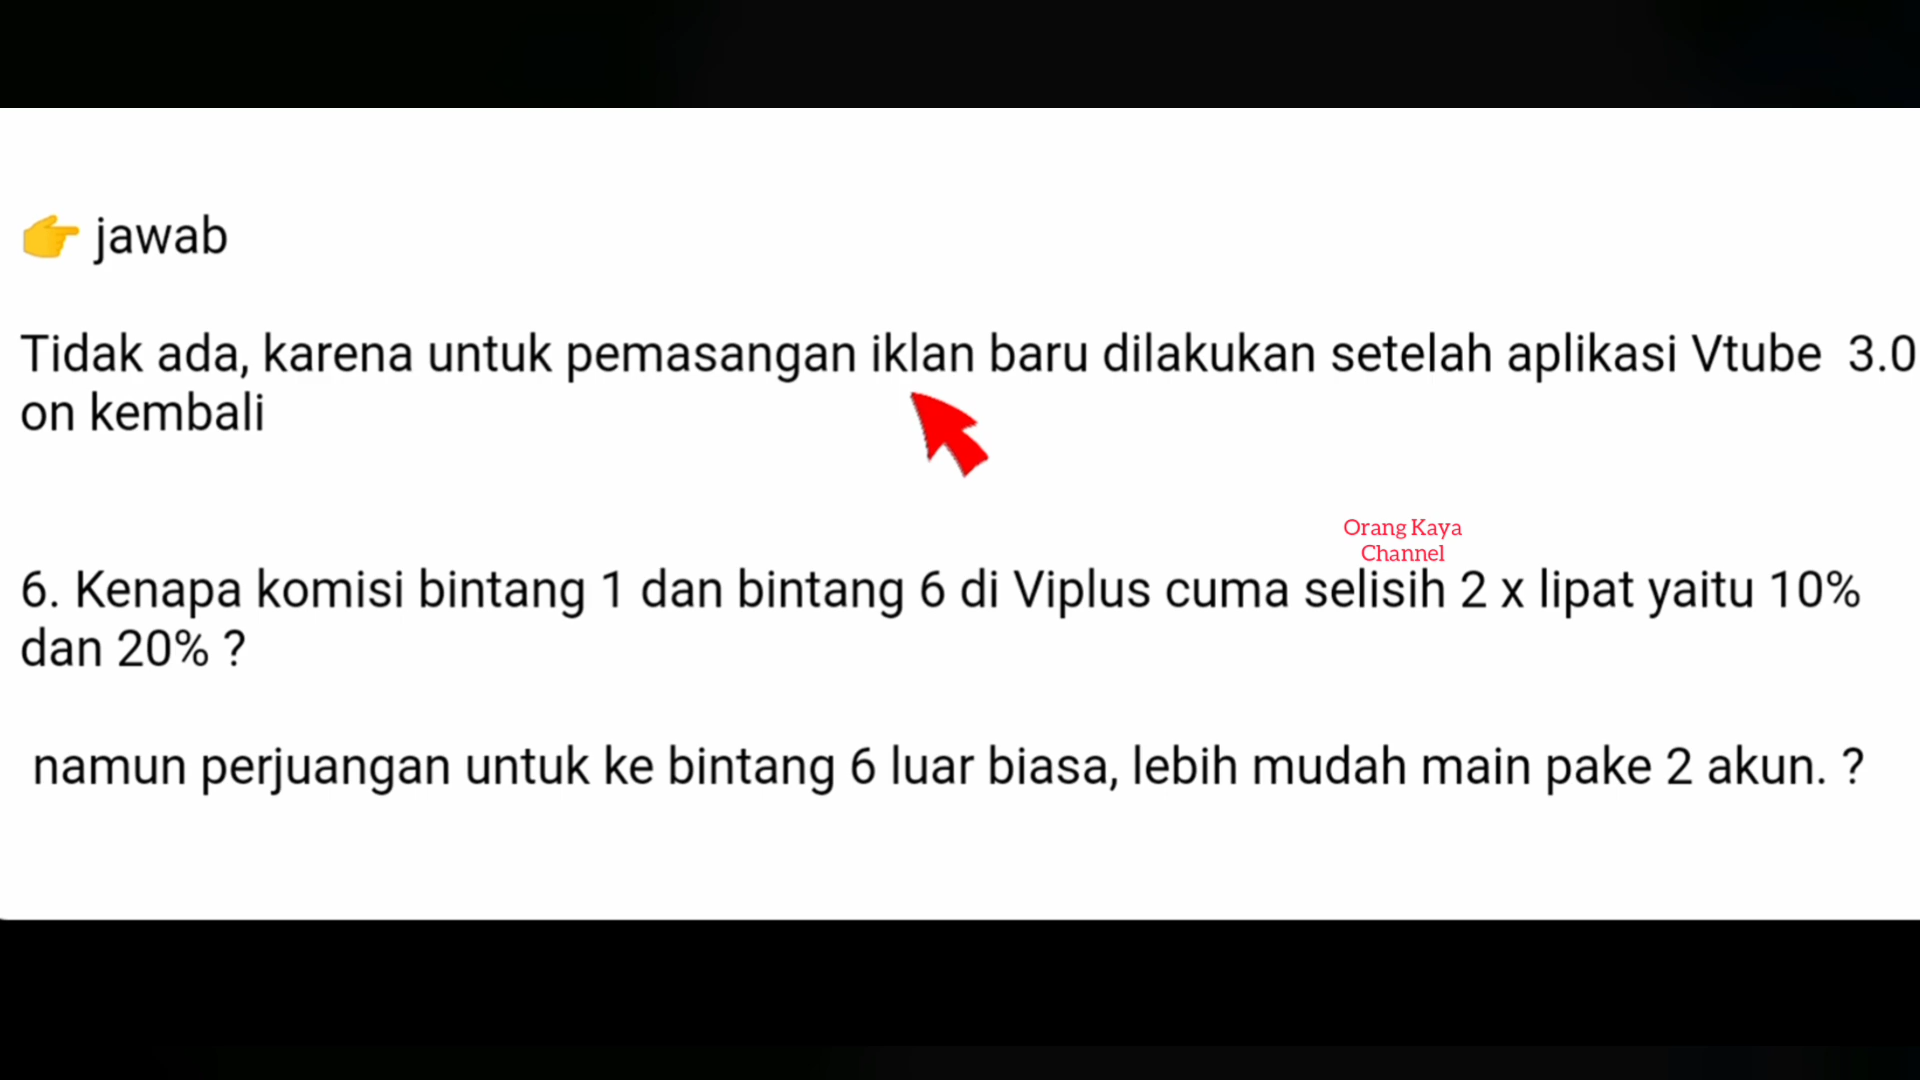 👉 jawab
Tidak ada, karena untuk pemasangan iklan baru dilakukan setelah aplikasi Vtube 3.0
on kembali
Orang Kaya
Channel
6. Kenapa komisi bintang 1 dan bintang 6 di Viplus cuma selisih 2 x lipat yaitu 10%
dan 20% ?
namun perjuangan untuk ke bintang 6 luar biasa, lebih mudah main pake 2 akun. ?